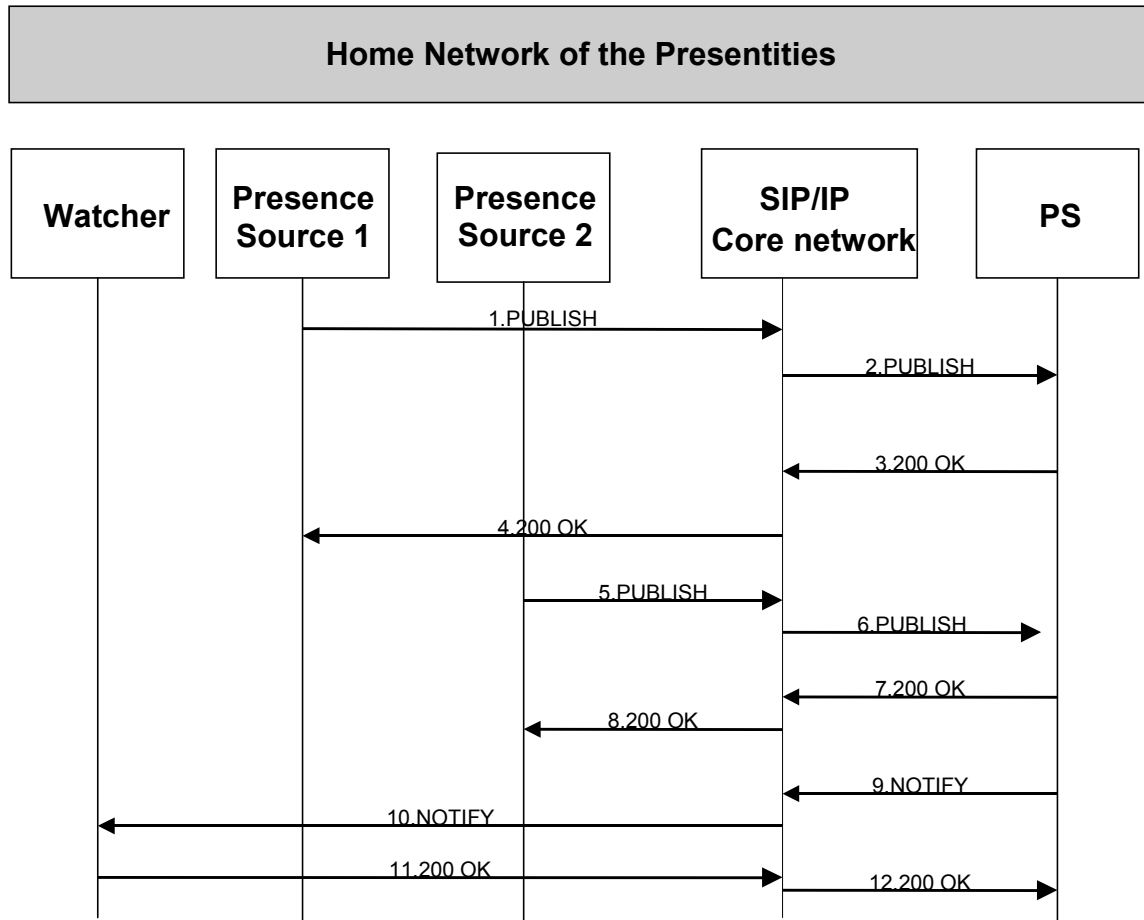 Home Network of the Presentities
Watcher
Presence
Source 1
Presence
Source 2
SIP/IP
Core network
PS
1.PUBLISH
2.PUBLISH
3.200 OK
4.200 OK
5.PUBLISH
6.PUBLISH
7.200 OK
8.200 OK
9.NOTIFY
10.NOTIFY
11.200 OK
12.200 OK